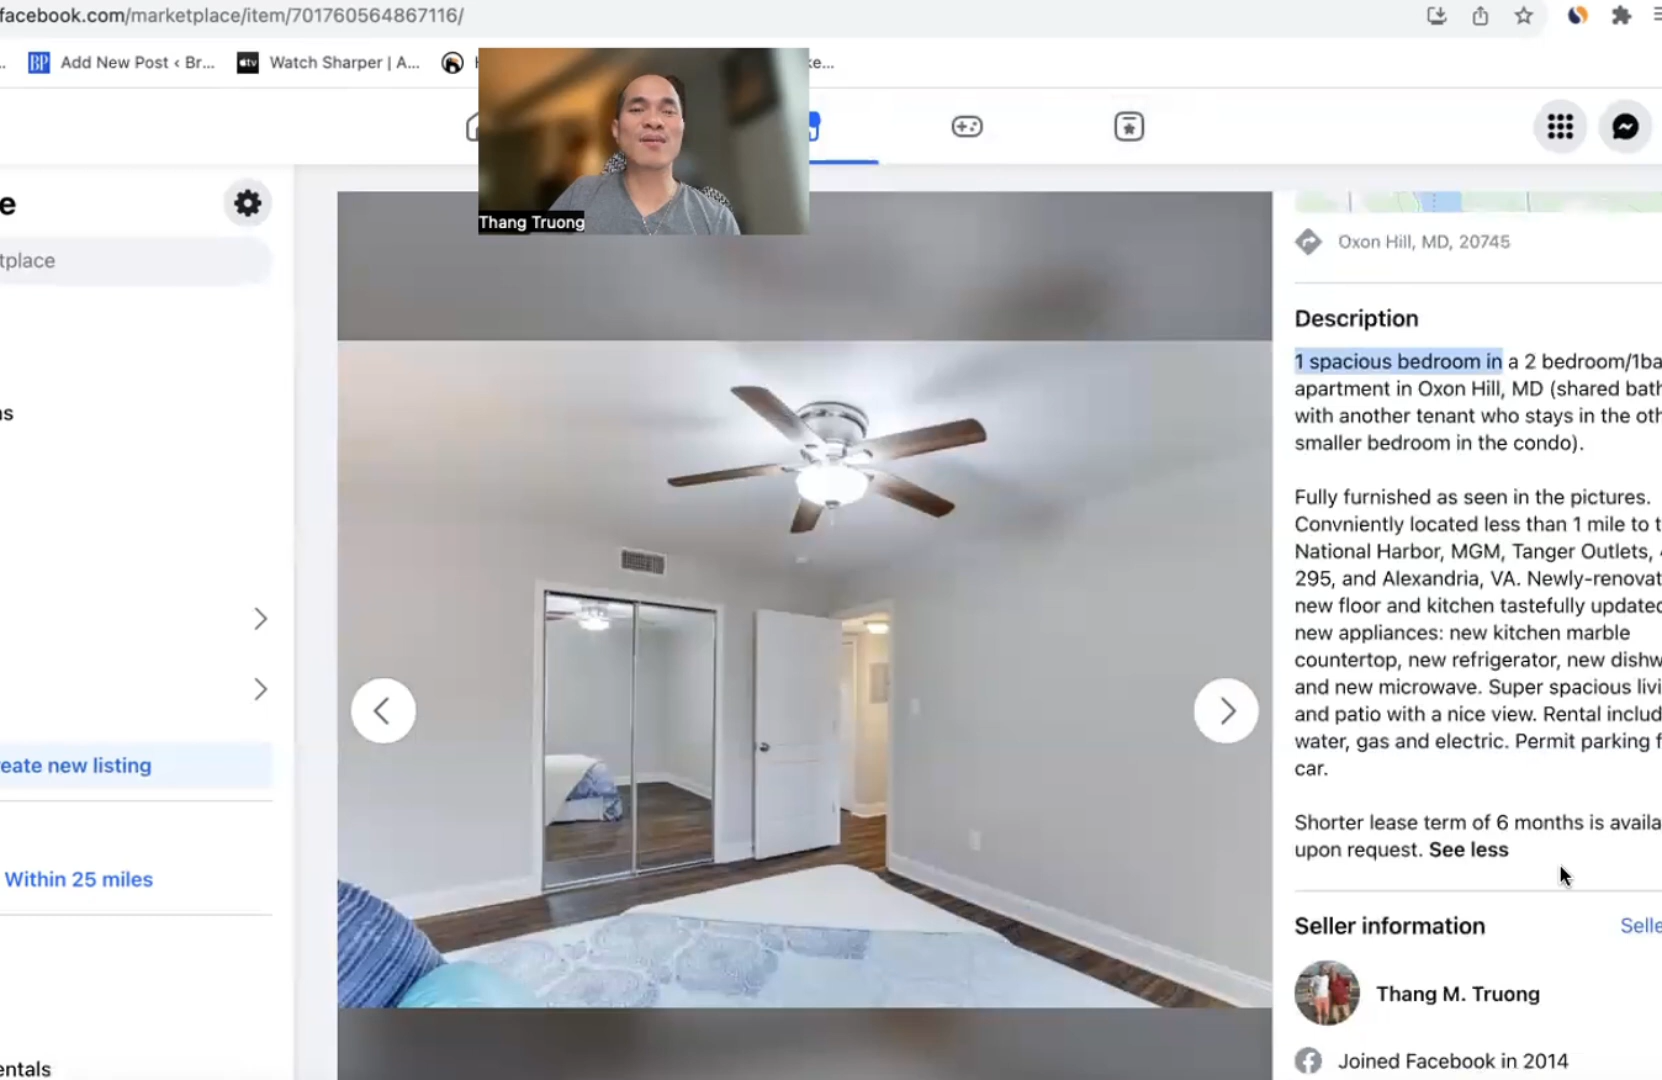 facebook.com/marketplace/item/701760564867116/
BP Add New Post ‹ Br...
tv Watch Sharper | A...
ke...
Thang Truong
e
tplace
as
eate new listing
Within 25 miles
entals
Oxon Hill, MD, 20745
Description
1 spacious bedroom in a 2 bedroom/1ba
apartment in Oxon Hill, MD (shared bath
with another tenant who stays in the oth
smaller bedroom in the condo).
Fully furnished as seen in the pictures.
Convniently located less than 1 mile to t
National Harbor, MGM, Tanger Outlets,
295, and Alexandria, VA. Newly-renovat
new floor and kitchen tastefully updated
new appliances: new kitchen marble
countertop, new refrigerator, new dishw
and new microwave. Super spacious livi
and patio with a nice view. Rental includ
water, gas and electric. Permit parking f
car.
Shorter lease term of 6 months is availa
upon request. See less
Seller information
Selle
Thang M. Truong
Joined Facebook in 2014